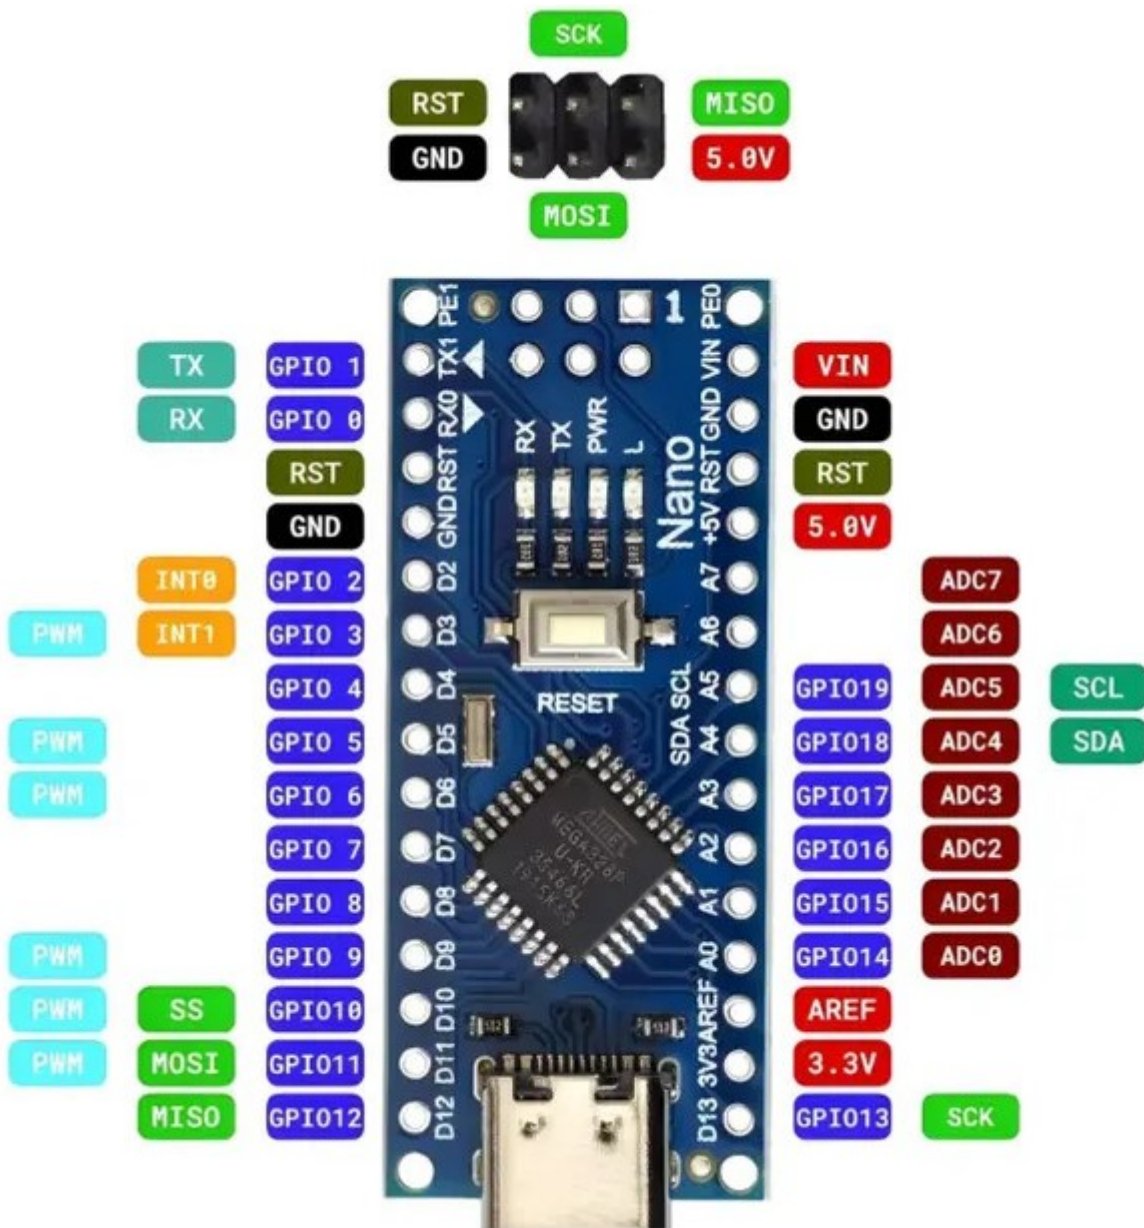 SCK
RST MISO
GND 5.0V
MOSI
PE1 1 PE0
TX GPIO 1 TX1 VIN VIN
RX GPIO 0 RX0 GND GND
RX TX PWR L
RST RST RST RST
Nano
GND GND +5V 5.0V
INT0 GPIO 2 D2 A7 ADC7
PWM INT1 GPIO 3 D3 A6 ADC6
GPIO 4 D4 SCL A5 GPIO19 ADC5 SCL
RESET
PWM GPIO 5 D5 SDA A4 GPIO18 ADC4 SDA
PWM GPIO 6 D6 A3 GPIO17 ADC3
ATMEL
MEGA328P
U-KR
35466L
GPIO 7 D7 A2 GPIO16 ADC2
GPIO 8 D8 A1 GPIO15 ADC1
PWM GPIO 9 D9 A0 GPIO14 ADC0
PWM SS GPIO10 D10 AREF AREF
PWM MOSI GPIO11 D11 3V3 3.3V
MISO GPIO12 D12 D13 GPIO13 SCK